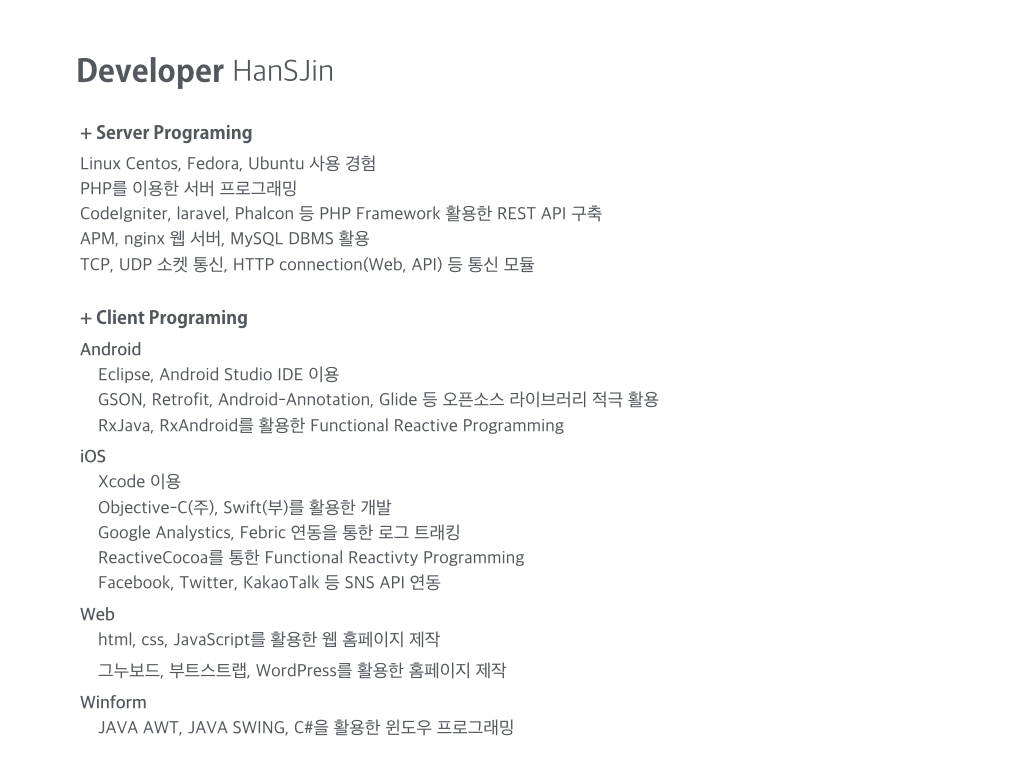 Developer HanSJin
+ Server Programing
Linux Centos, Fedora, Ubuntu 사용 경험
PHP를 이용한 서버 프로그래밍
CodeIgniter, laravel, Phalcon 등 PHP Framework 활용한 REST API 구축
APM, nginx 웹 서버, MySQL DBMS 활용
TCP, UDP 소켓 통신, HTTP connection(Web, API) 등 통신 모듈
+ Client Programing
Android
Eclipse, Android Studio IDE 이용
GSON, Retrofit, Android-Annotation, Glide 등 오픈소스 라이브러리 적극 활용
RxJava, RxAndroid를 활용한 Functional Reactive Programming
iOS
Xcode 이용
Objective-C(주), Swift(부)를 활용한 개발
Google Analystics, Febric 연동을 통한 로그 트래킹
ReactiveCocoa를 통한 Functional Reactivty Programming
Facebook, Twitter, KakaoTalk 등 SNS API 연동
Web
html, css, JavaScript를 활용한 웹 홈페이지 제작
그누보드, 부트스트랩, WordPress를 활용한 홈페이지 제작
Winform
JAVA AWT, JAVA SWING, C#을 활용한 윈도우 프로그래밍